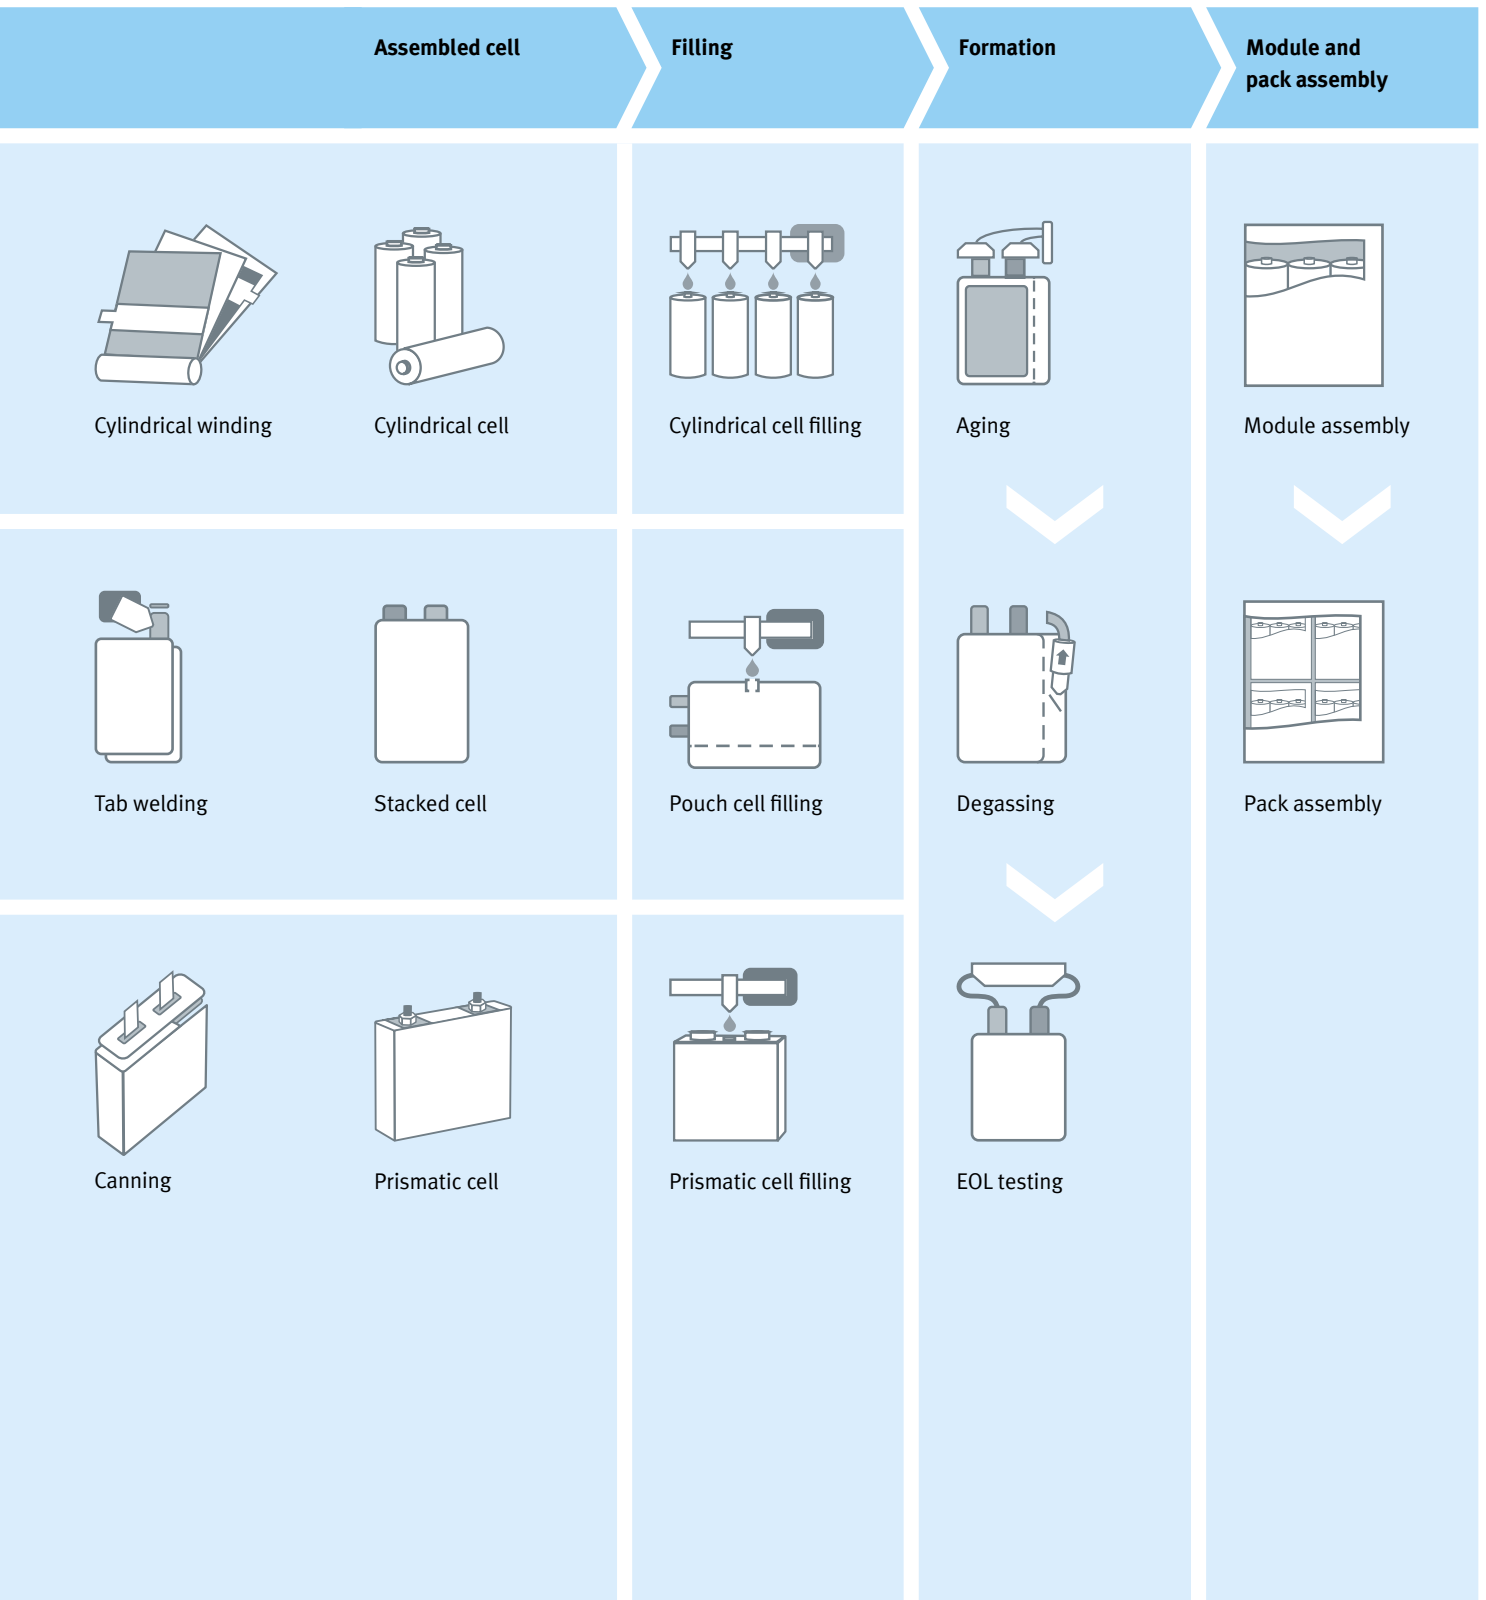 Assembled cell
Filling
Formation
Module and
pack assembly
Cylindrical winding
Cylindrical cell
Cylindrical cell filling
Aging
Module assembly
Tab welding
Stacked cell
Pouch cell filling
Degassing
Pack assembly
Canning
Prismatic cell
Prismatic cell filling
EOL testing